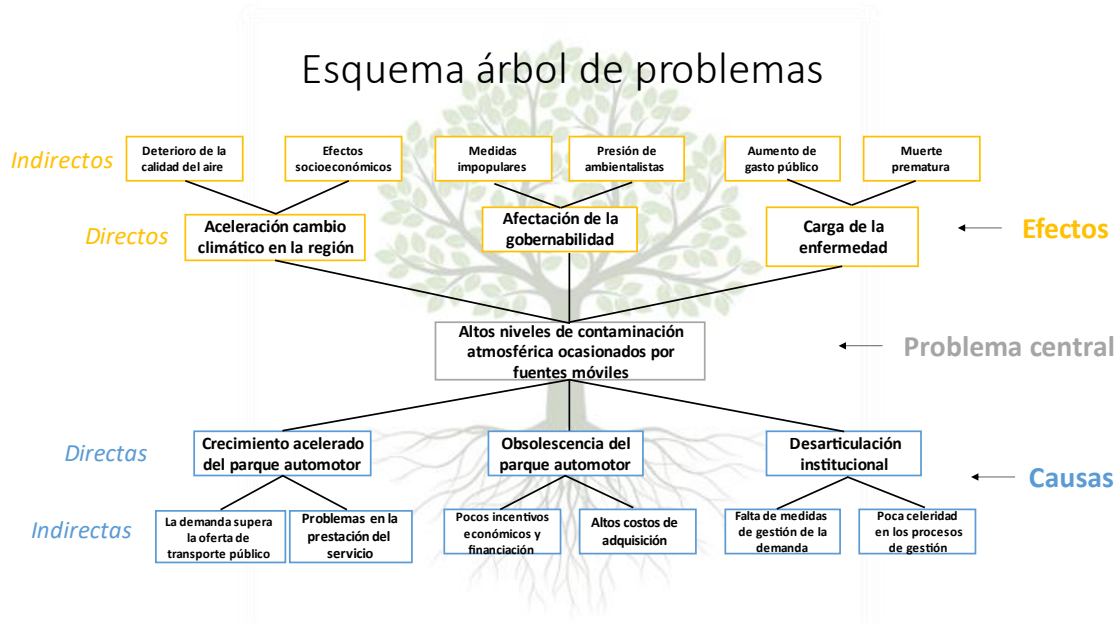 Esquema árbol de problemas
Indirectos
Deterioro de la
calidad del aire
Efectos
socioeconómicos
Medidas
impopulares
Presión de
ambientalistas
Aumento de
gasto público
Muerte
prematura
Directos
Aceleración cambio
climático en la región
Afectación de la
gobernabilidad
Carga de la
enfermedad
Efectos
Altos niveles de contaminación
atmosférica ocasionados por
fuentes móviles
Problema central
Directas
Crecimiento acelerado
del parque automotor
Obsolescencia del
parque automotor
Desarticulación
institucional
Causas
Indirectas
La demanda supera
la oferta de
transporte público
Problemas en la
prestación del
servicio
Pocos incentivos
económicos y
financiación
Altos costos de
adquisición
Falta de medidas
de gestión de la
demanda
Poca celeridad
en los procesos
de gestión